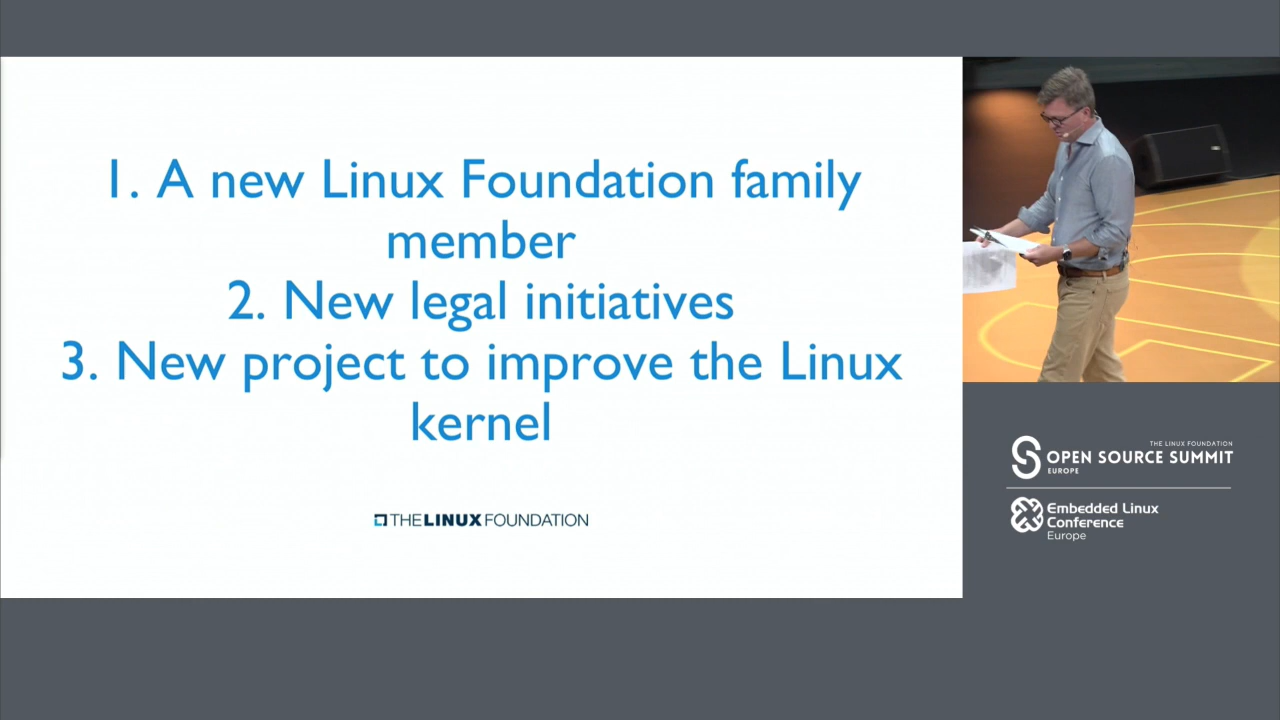 1. A new Linux Foundation family
member
2. New legal initiatives
3. New project to improve the Linux
kernel
THE LINUX FOUNDATION
THE LINUX FOUNDATION
OPEN SOURCE SUMMIT
EUROPE
Embedded Linux
Conference
Europe